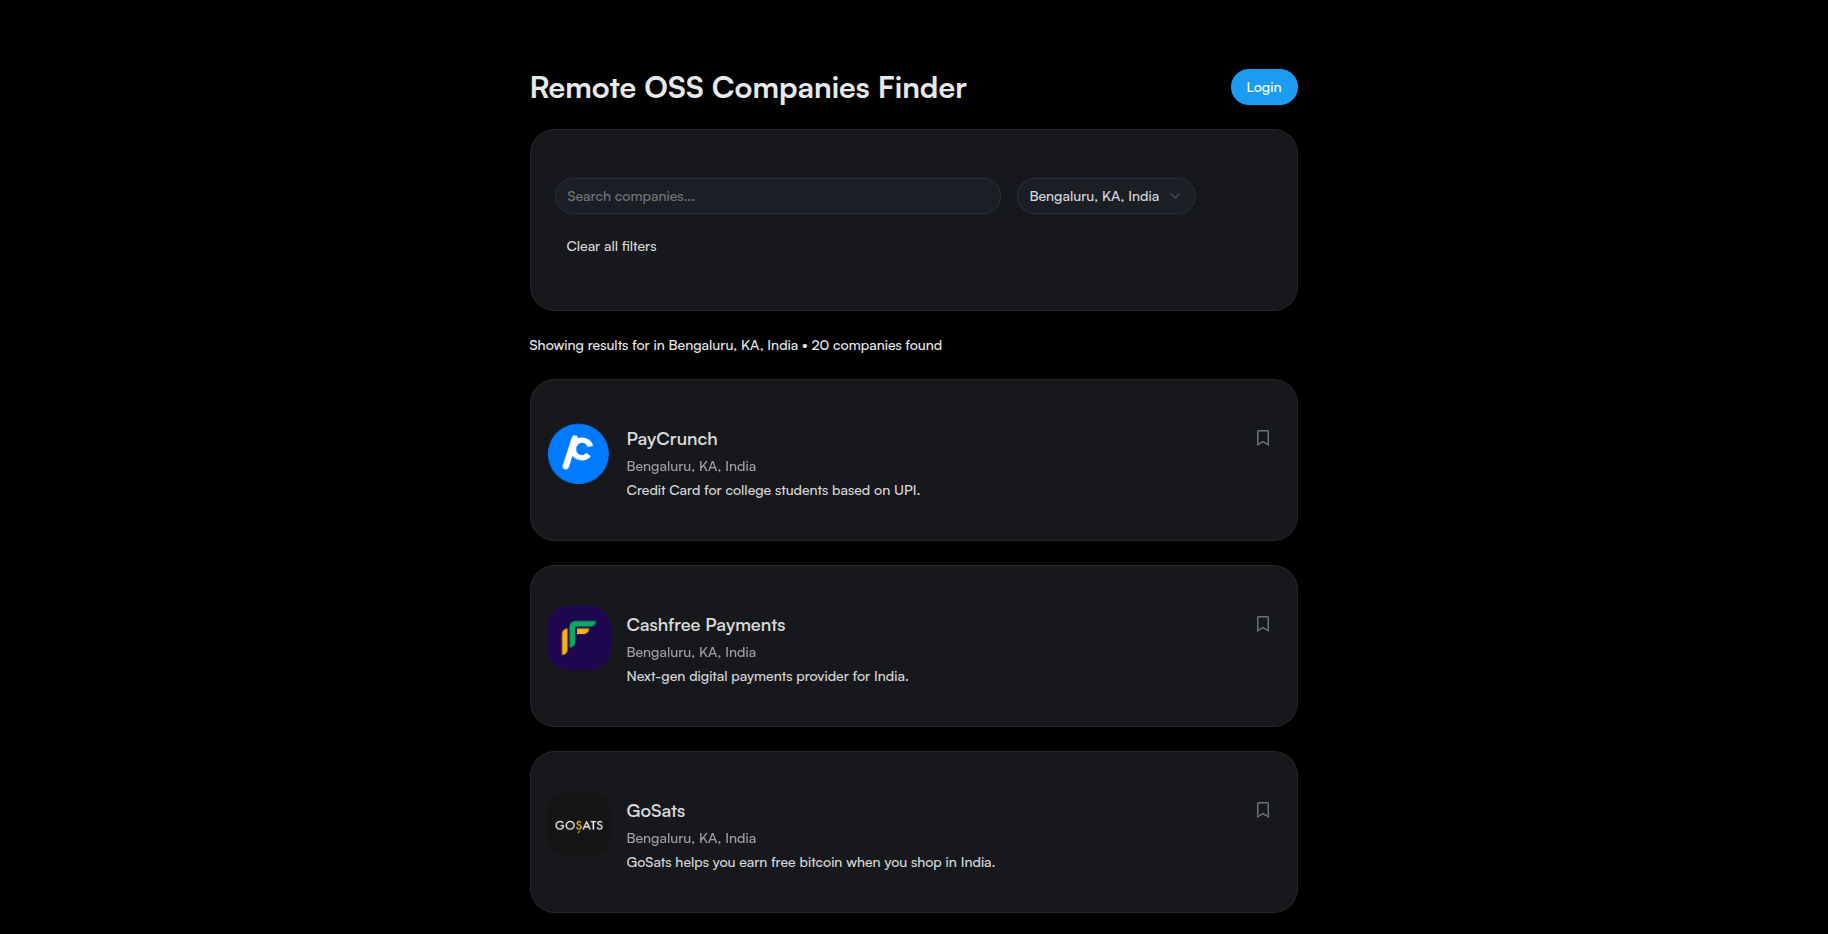 Remote OSS Companies Finder
Login
Search companies...
Bengaluru, KA, India
Clear all filters
Showing results for in Bengaluru, KA, India • 20 companies found
PayCrunch
Bengaluru, KA, India
Credit Card for college students based on UPI.
Cashfree Payments
Bengaluru, KA, India
Next-gen digital payments provider for India.
GOSATS
GoSats
Bengaluru, KA, India
GoSats helps you earn free bitcoin when you shop in India.